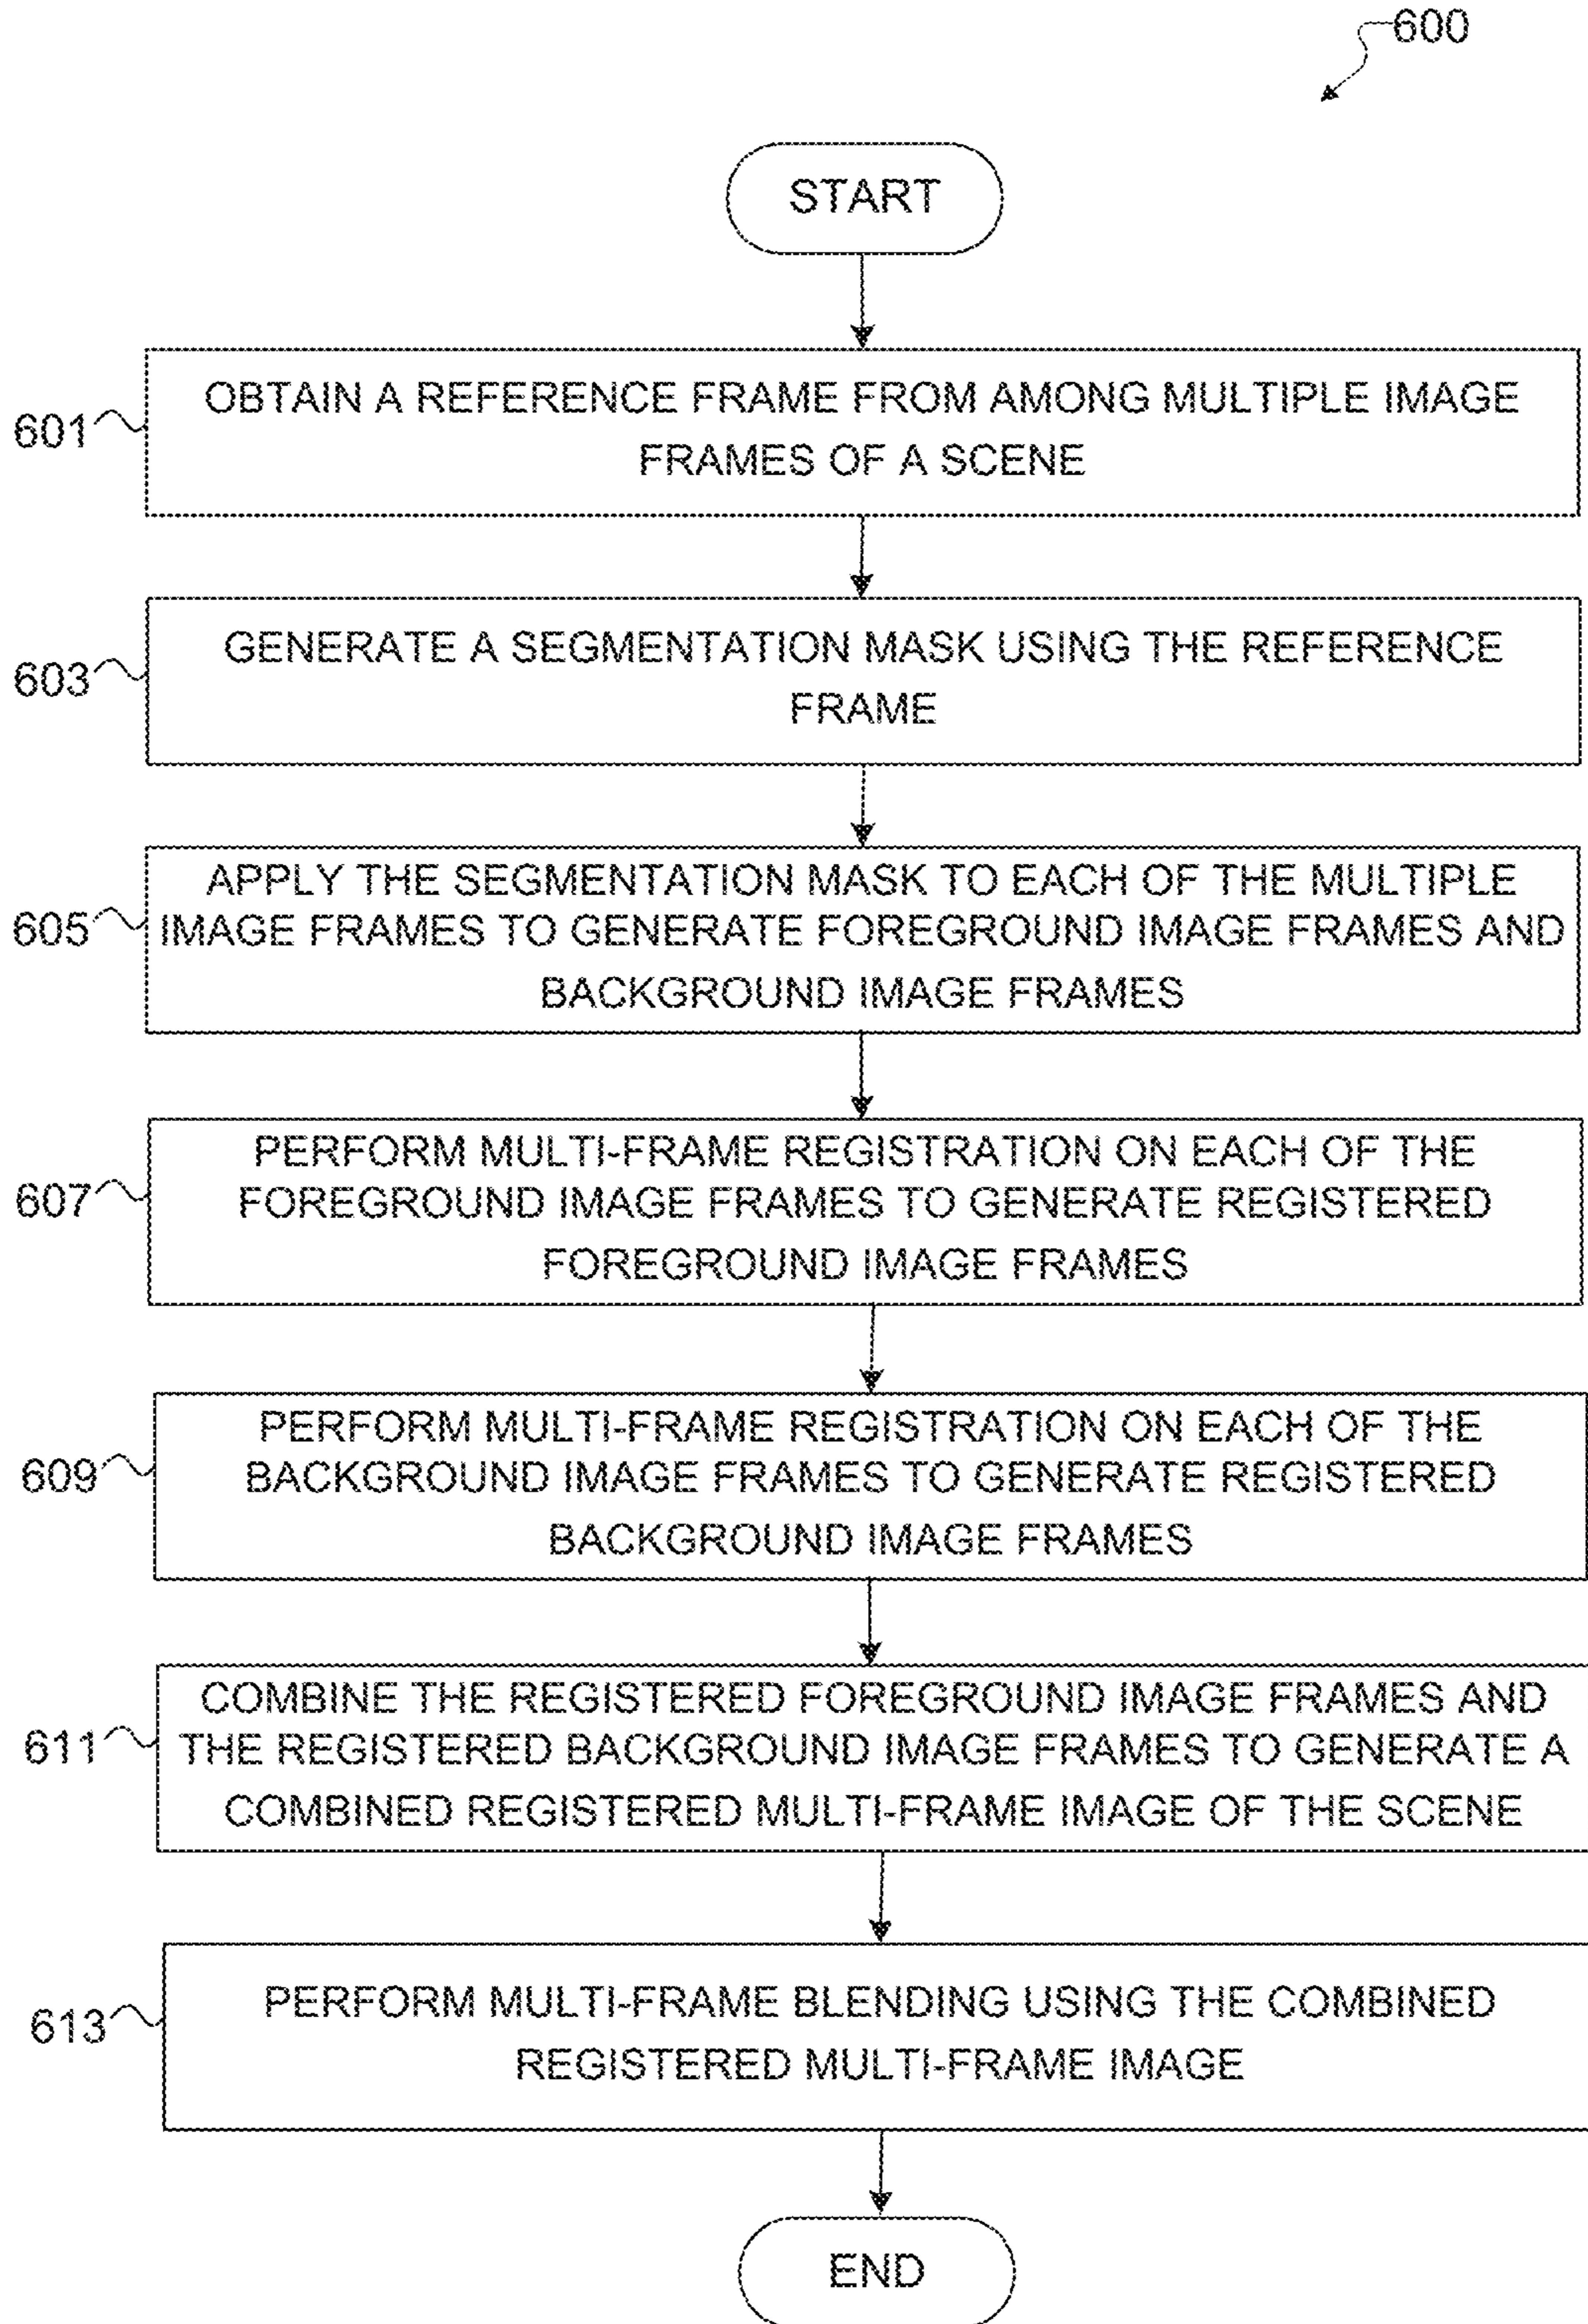 600
START
601
OBTAIN A REFERENCE FRAME FROM AMONG MULTIPLE IMAGE
FRAMES OF A SCENE
603
GENERATE A SEGMENTATION MASK USING THE REFERENCE
FRAME
605
APPLY THE SEGMENTATION MASK TO EACH OF THE MULTIPLE
IMAGE FRAMES TO GENERATE FOREGROUND IMAGE FRAMES AND
BACKGROUND IMAGE FRAMES
607
PERFORM MULTI-FRAME REGISTRATION ON EACH OF THE
FOREGROUND IMAGE FRAMES TO GENERATE REGISTERED
FOREGROUND IMAGE FRAMES
609
PERFORM MULTI-FRAME REGISTRATION ON EACH OF THE
BACKGROUND IMAGE FRAMES TO GENERATE REGISTERED
BACKGROUND IMAGE FRAMES
611
COMBINE THE REGISTERED FOREGROUND IMAGE FRAMES AND
THE REGISTERED BACKGROUND IMAGE FRAMES TO GENERATE A
COMBINED REGISTERED MULTI-FRAME IMAGE OF THE SCENE
613
PERFORM MULTI-FRAME BLENDING USING THE COMBINED
REGISTERED MULTI-FRAME IMAGE
END